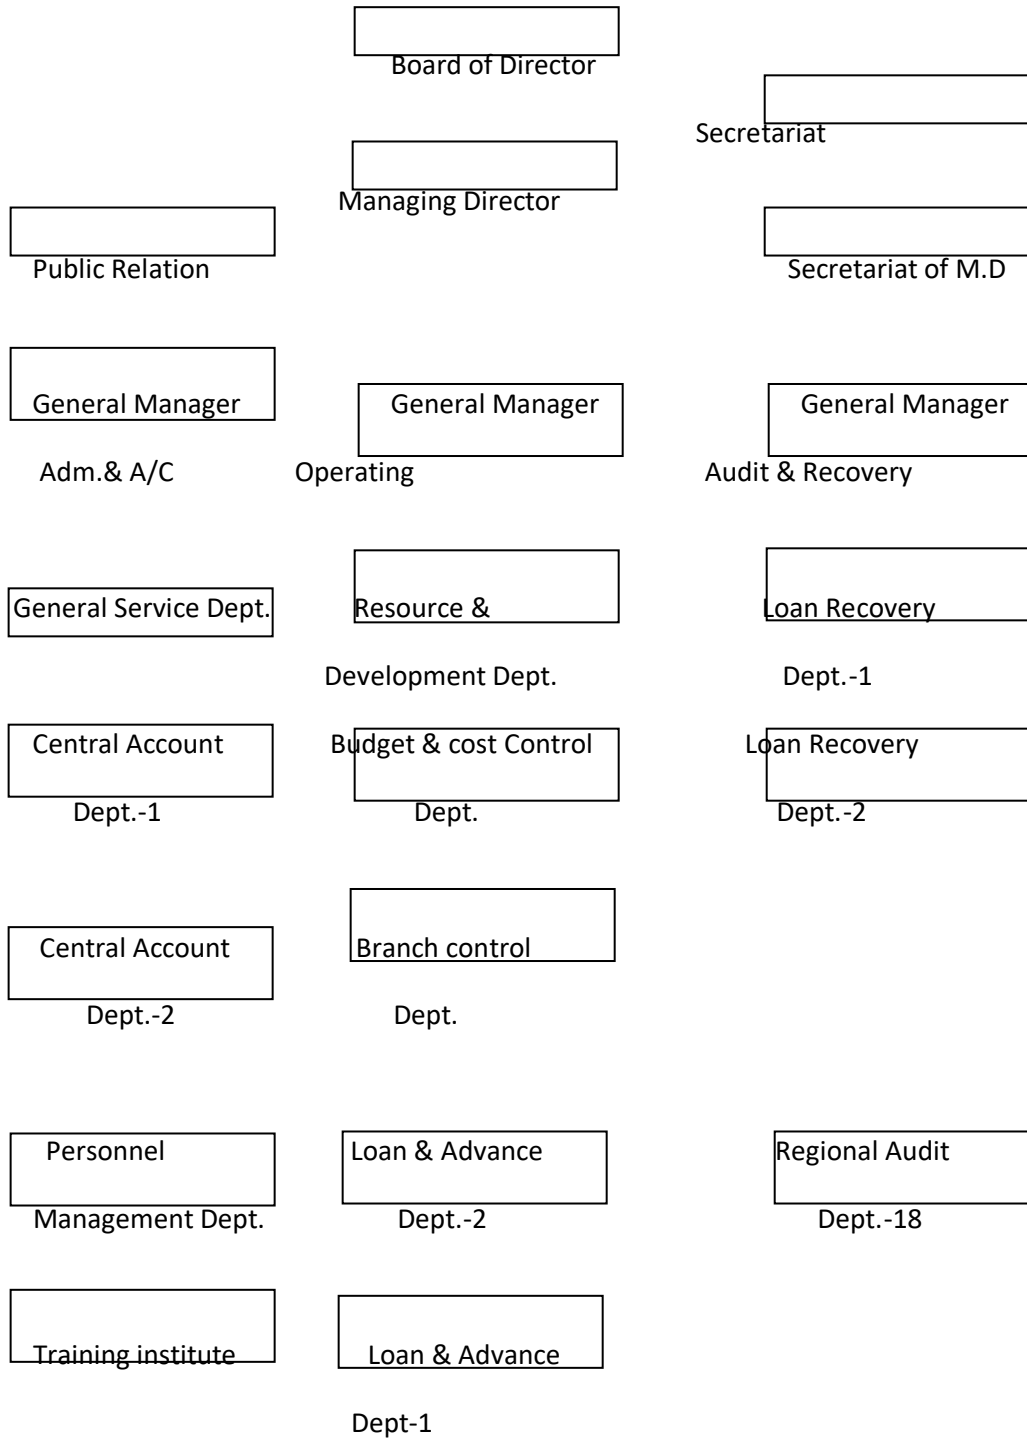 Board of Director
Secretariat
Managing Director
Public Relation Secretariat of M.D
General Manager General Manager General Manager
Adm.& A/C Operating Audit & Recovery
General Service Dept. Resource & Loan Recovery
Development Dept. Dept.-1
Central Account Budget & cost Control Loan Recovery
Dept.-1 Dept. Dept.-2
Central Account Branch control
Dept.-2 Dept.
Personnel Loan & Advance Regional Audit
Management Dept. Dept.-2 Dept.-18
Training institute Loan & Advance
Dept-1